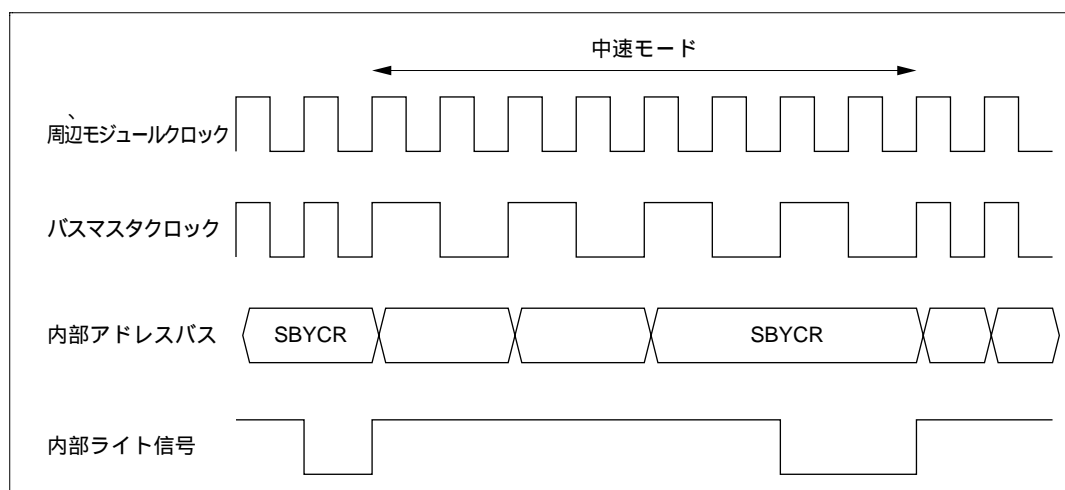 中速モード
周辺モジュールクロック
バスマスタクロック
内部アドレスバス
SBYCR
SBYCR
内部ライト信号